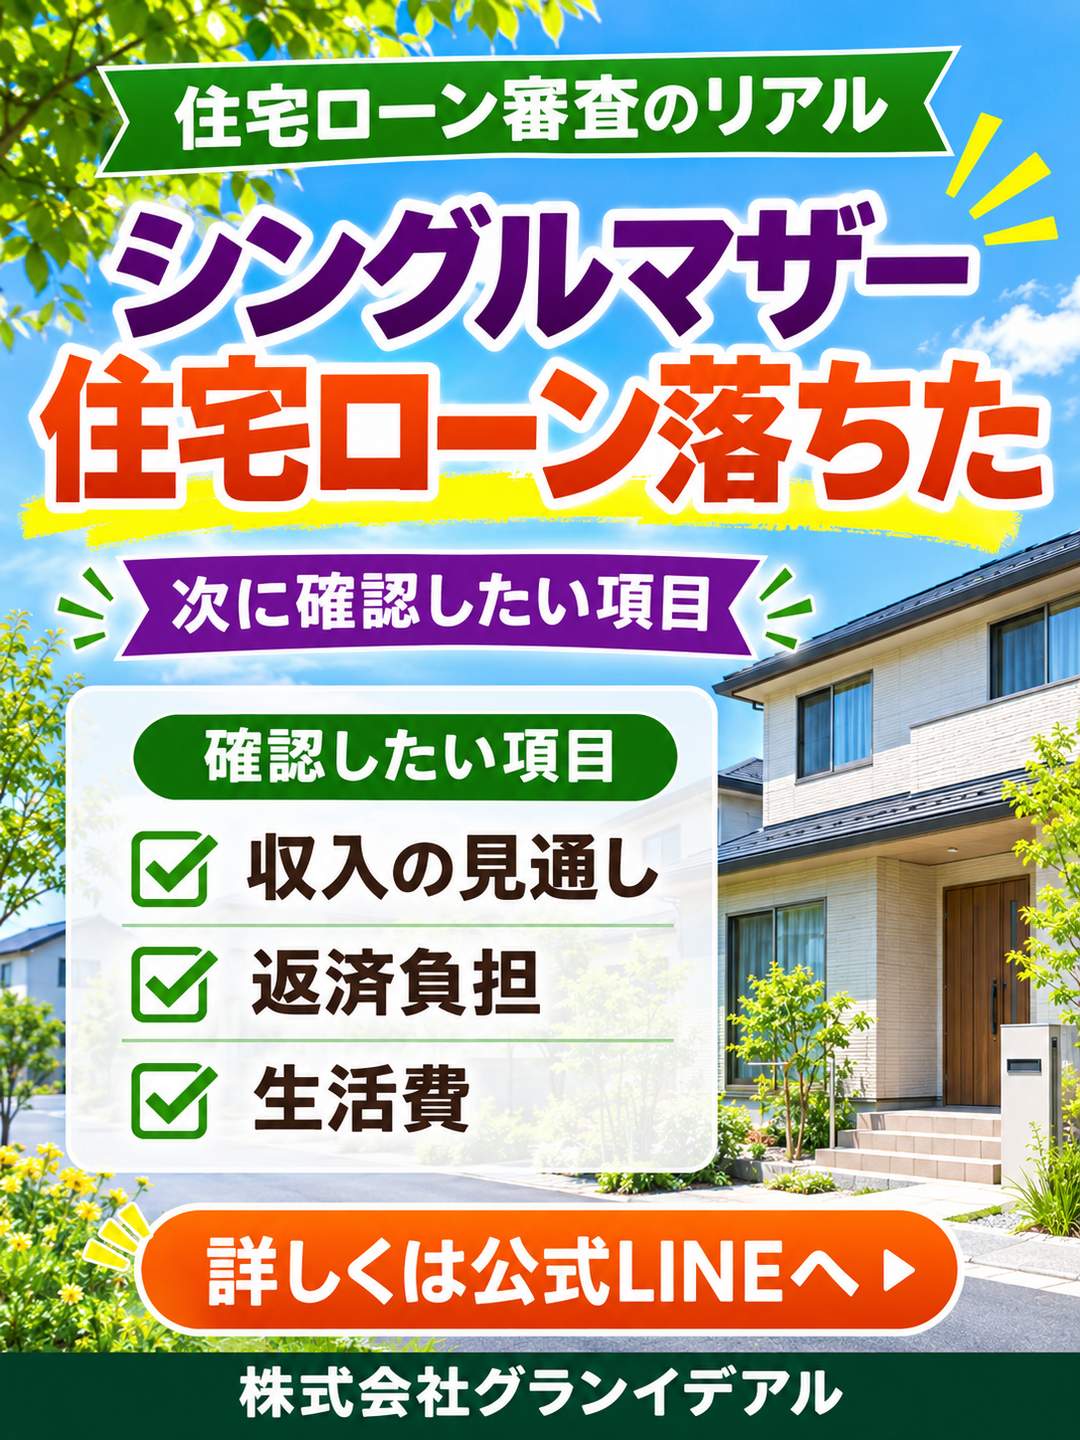 住宅ローン審査のリアル
シングルマザー
住宅ローン落ちた
次に確認したい項目
確認したい項目
収入の見通し
返済負担
生活費
詳しくは公式LINEへ
株式会社グランイデアル